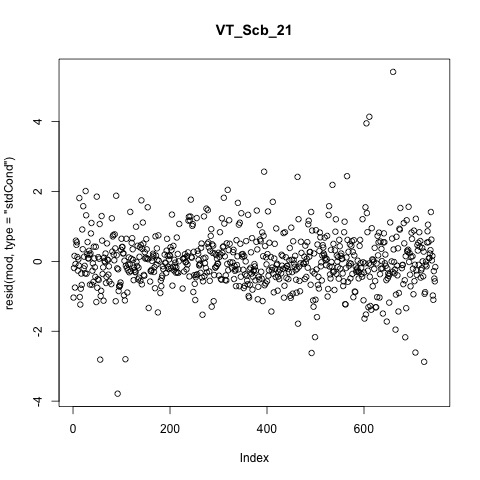 VT_Scb_21
resid(mod, type = "stdCond")
4
2
0
-2
-4
0 200 400 600
Index